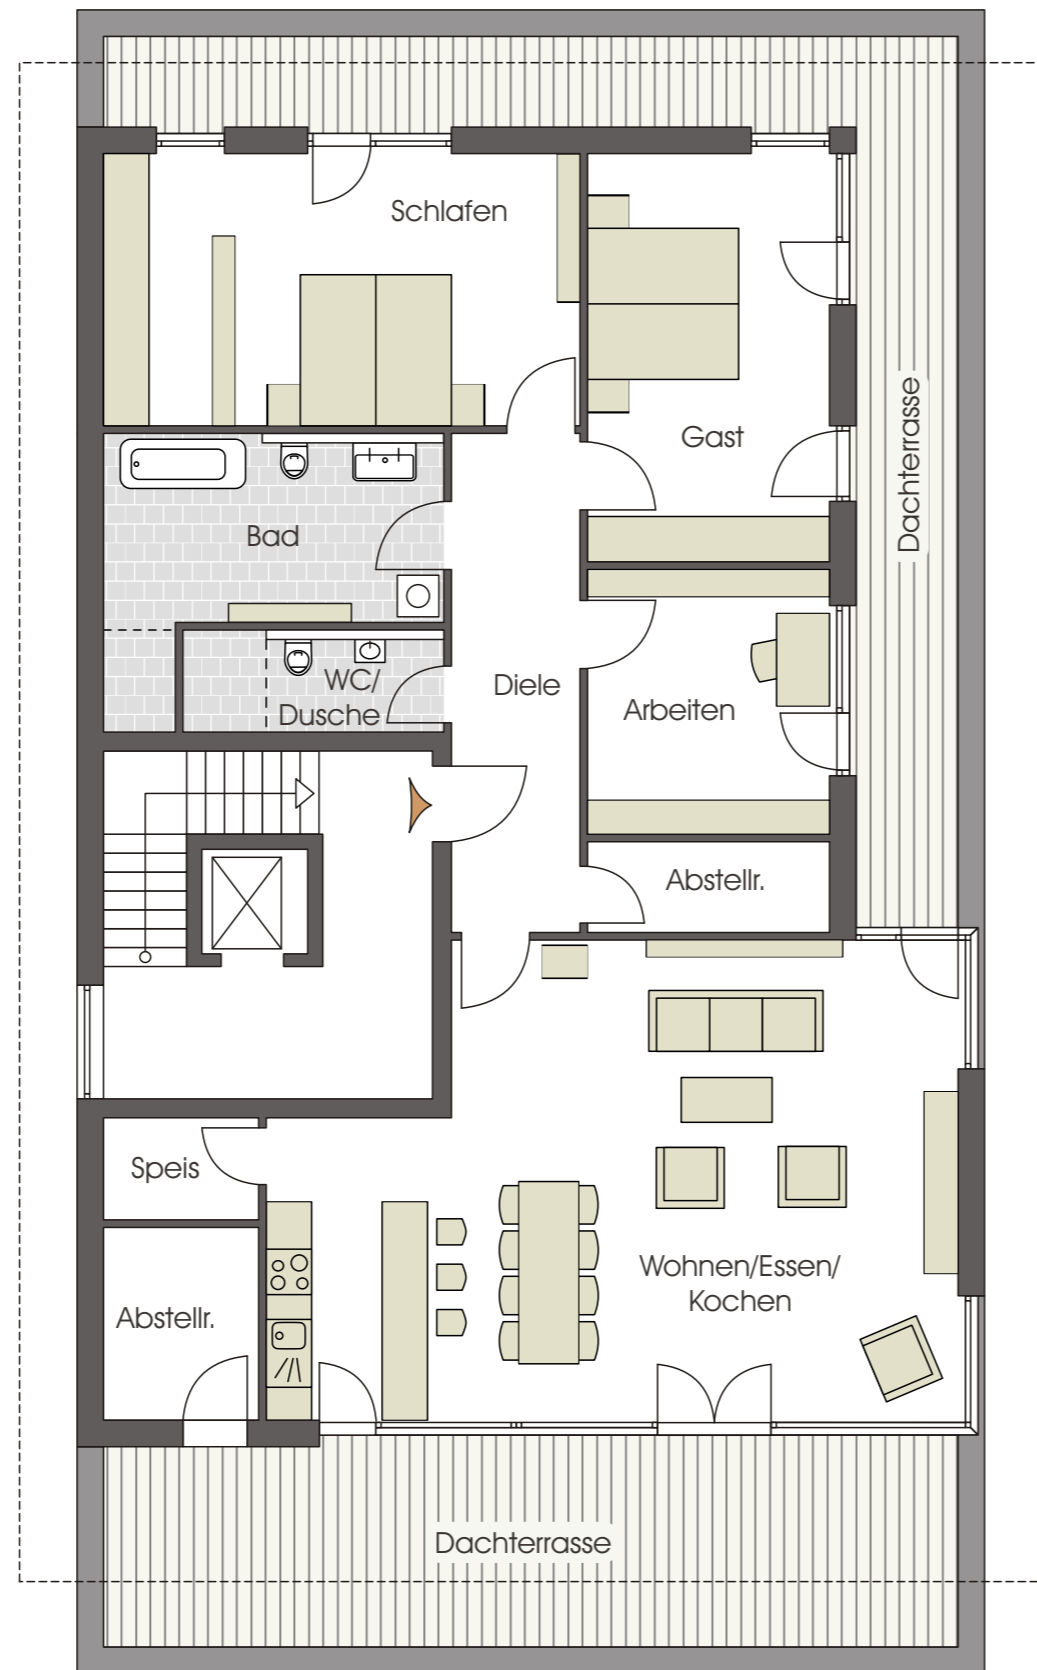 Schlafen
Gast
Dachterrasse
Bad
WC/
Dusche
Diele
Arbeiten
Abstellr.
Speis
Abstellr.
Wohnen/Essen/
Kochen
Dachterrasse